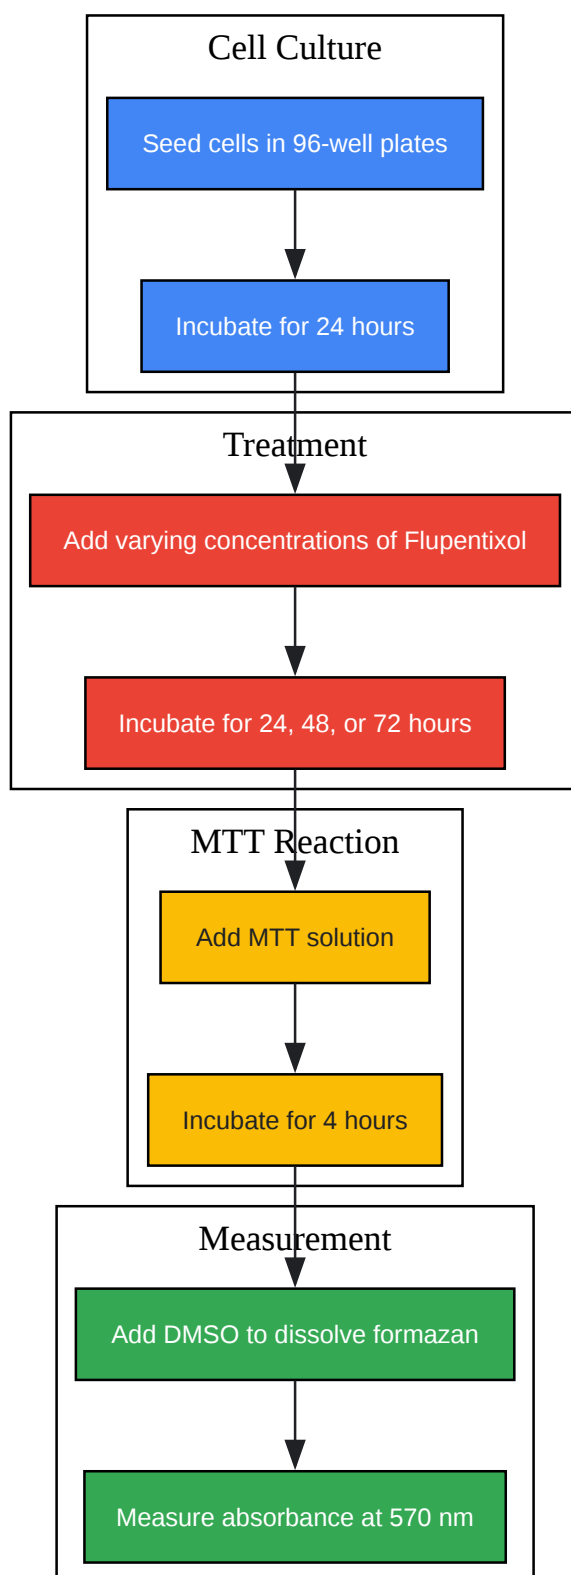 Cell Culture
Seed cells in 96-well plates
Incubate for 24 hours
Treatment
Add varying concentrations of Flupentixol
Incubate for 24, 48, or 72 hours
MTT Reaction
Add MTT solution
Incubate for 4 hours
Measurement
Add DMSO to dissolve formazan
Measure absorbance at 570 nm